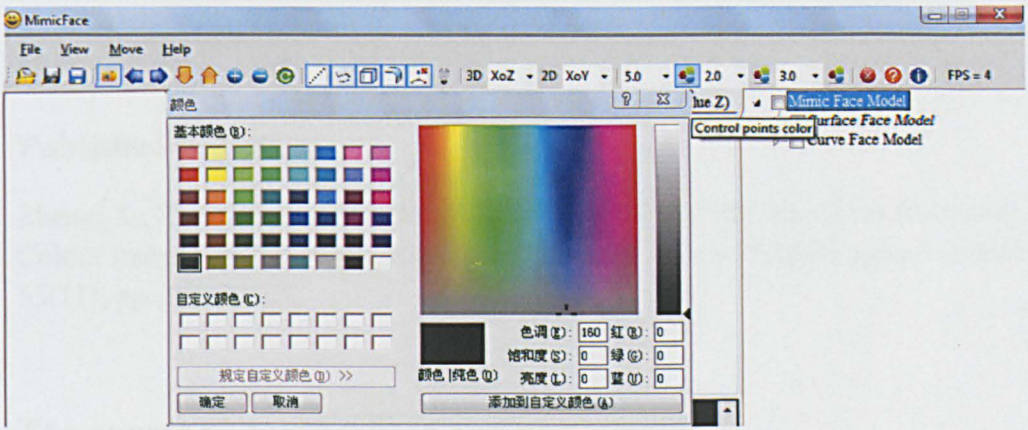 MimicFace
File View Move Help
3D XoZ 2D XoY 5.0 2.0 3.0 FPS = 4
颜色
hue Z)
Mimic Face Model
Control points color
Surface Face Model
Curve Face Model
基本颜色(B):
自定义颜色(C):
规定自定义颜色(D) >>
确定 取消
颜色|纯色(O)
色调(E): 160 红(R): 0
饱和度(S): 0 绿(G): 0
亮度(L): 0 蓝(U): 0
添加到自定义颜色(A)